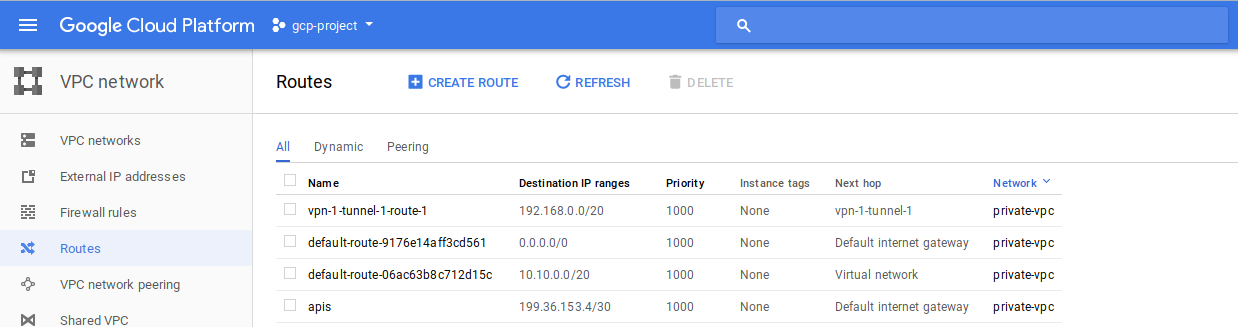 Google Cloud Platform gcp-project
VPC network Routes CREATE ROUTE REFRESH DELETE
VPC networks
External IP addresses
Firewall rules
Routes
VPC network peering
Shared VPC
All Dynamic Peering
Name Destination IP ranges Priority Instance tags Next hop Network
vpn-1-tunnel-1-route-1 192.168.0.0/20 1000 None vpn-1-tunnel-1 private-vpc
default-route-9176e14aff3cd561 0.0.0.0/0 1000 None Default internet gateway private-vpc
default-route-06ac63b8c712d15c 10.10.0.0/20 1000 None Virtual network private-vpc
apis 199.36.153.4/30 1000 None Default internet gateway private-vpc